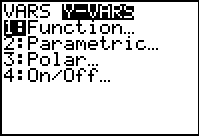 VARS Y-VARS
1:Function…
2:Parametric…
3:Polar…
4:On/Off…